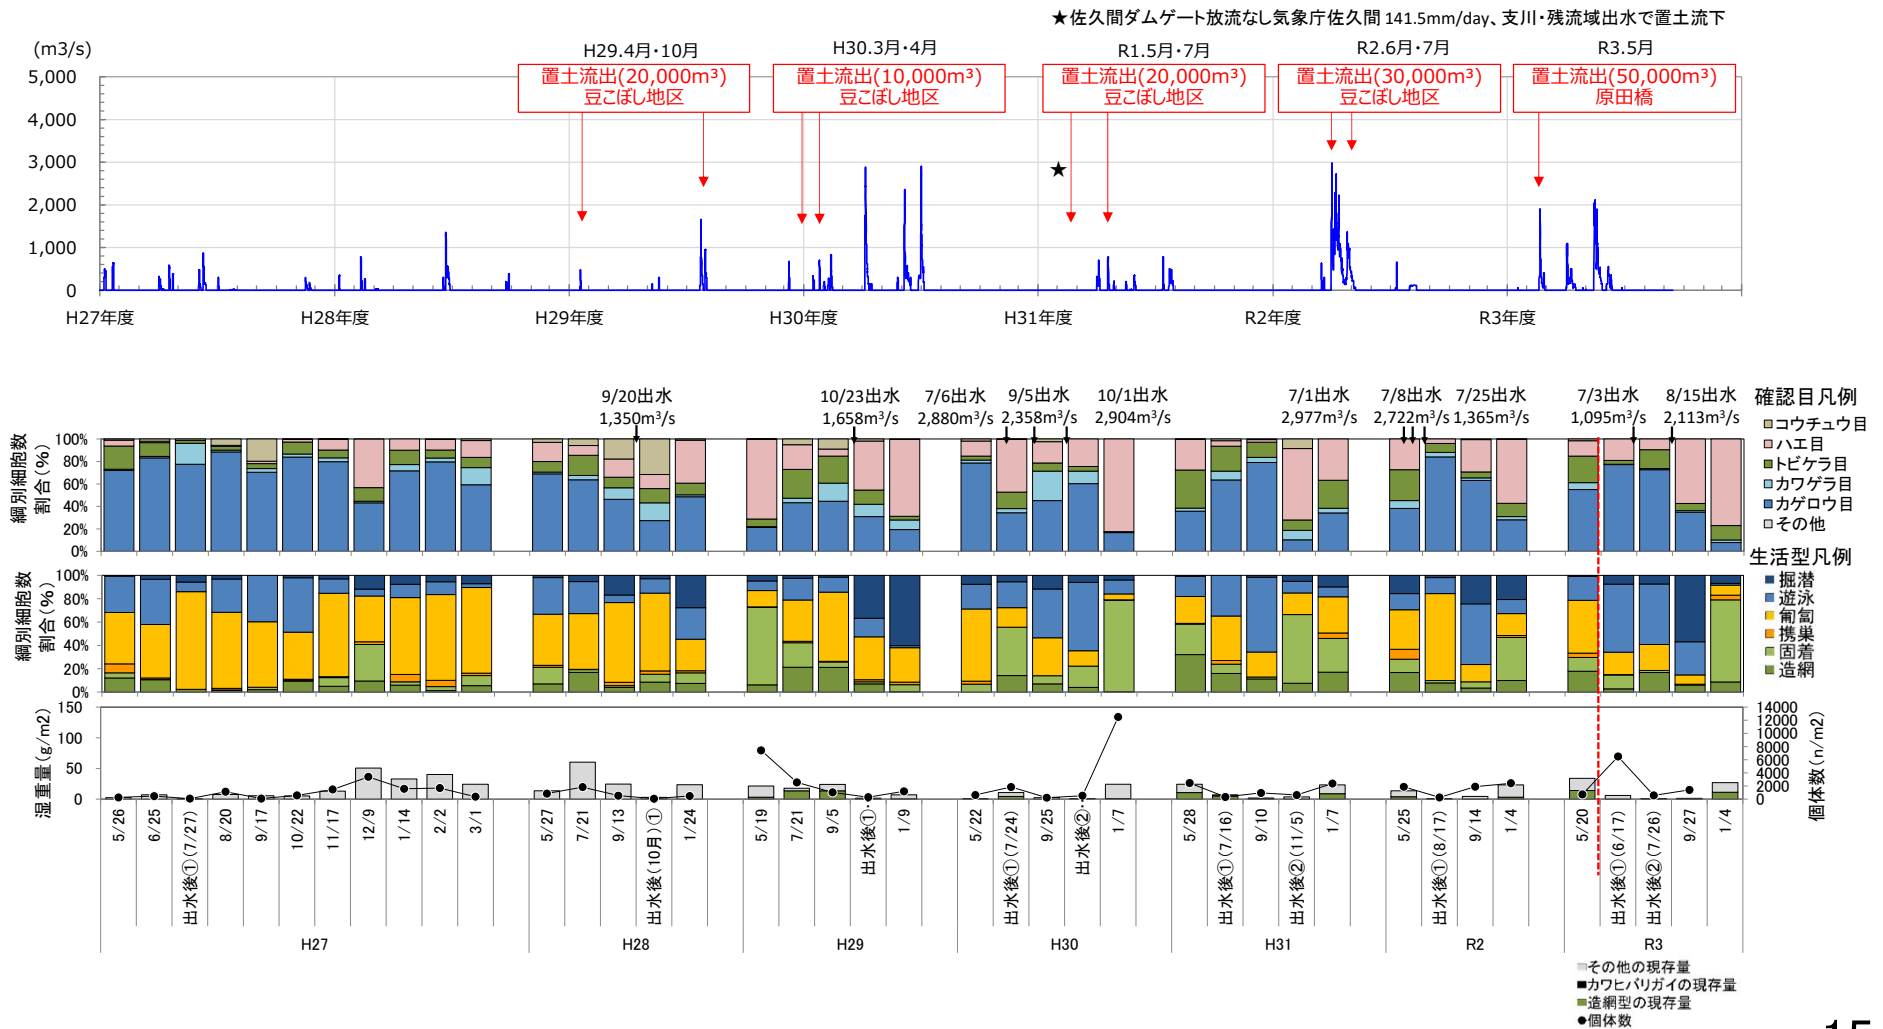 ★佐久間ダムゲート放流なし気象庁佐久間 141.5mm/day、支川・残流域出水で置土流下
(m3/s)
H29.4月・10月
H30.3月・4月
R1.5月・7月
R2.6月・7月
R3.5月
置土流出(20,000m³)
豆こぼし地区
置土流出(10,000m³)
豆こぼし地区
置土流出(20,000m³)
豆こぼし地区
置土流出(30,000m³)
豆こぼし地区
置土流出(50,000m³)
原田橋
5,000
4,000
3,000
2,000
1,000
0
★
H27年度
H28年度
H29年度
H30年度
H31年度
R2年度
R3年度
9/20出水
1,350m³/s
10/23出水
1,658m³/s
7/6出水
2,880m³/s
9/5出水
2,358m³/s
10/1出水
2,904m³/s
7/1出水
2,977m³/s
7/8出水
2,722m³/s
7/25出水
1,365m³/s
7/3出水
1,095m³/s
8/15出水
2,113m³/s
綱別細胞数
割合(%)
100%
80%
60%
40%
20%
0%
確認目凡例
コウチュウ目
ハエ目
トビケラ目
カワゲラ目
カゲロウ目
その他
綱別細胞数
割合(%)
100%
80%
60%
40%
20%
0%
生活型凡例
掘潜
遊泳
匍匐
携巣
固着
造網
湿重量(g/m2)
150
100
50
0
14000
12000
10000
8000
6000
4000
2000
0
個体数(n/m2)
5/26
6/25
出水後①(7/27)
8/20
9/17
10/22
11/17
12/9
1/14
2/2
3/1
5/27
7/21
9/13
出水後(10月)①
1/24
5/19
7/21
9/5
出水後①・
1/9
5/22
出水後①(7/24)
9/25
出水後②・
1/7
5/28
出水後①(7/16)
9/10
出水後②(11/5)
1/7
5/25
出水後①(8/17)
9/14
1/4
5/20
出水後①(6/17)
出水後②(7/26)
9/27
1/4
H27
H28
H29
H30
H31
R2
R3
その他の現存量
カワヒバリガイの現存量
造網型の現存量
個体数